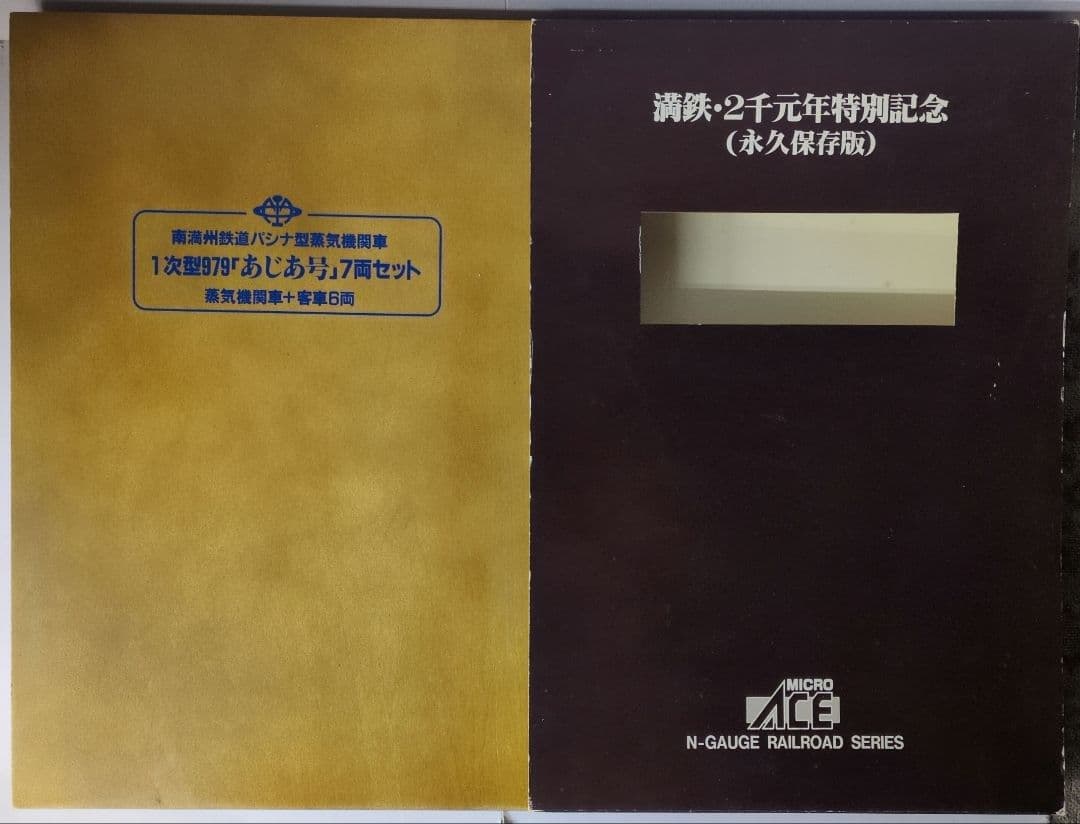 南満州鉄道パシナ型蒸気機関車
1次型979「あじあ号」7両セット
蒸気機関車+客車6両
満鉄・2千元年特別記念
(永久保存版)
MICRO
ACE
N-GAUGE RAILROAD SERIES